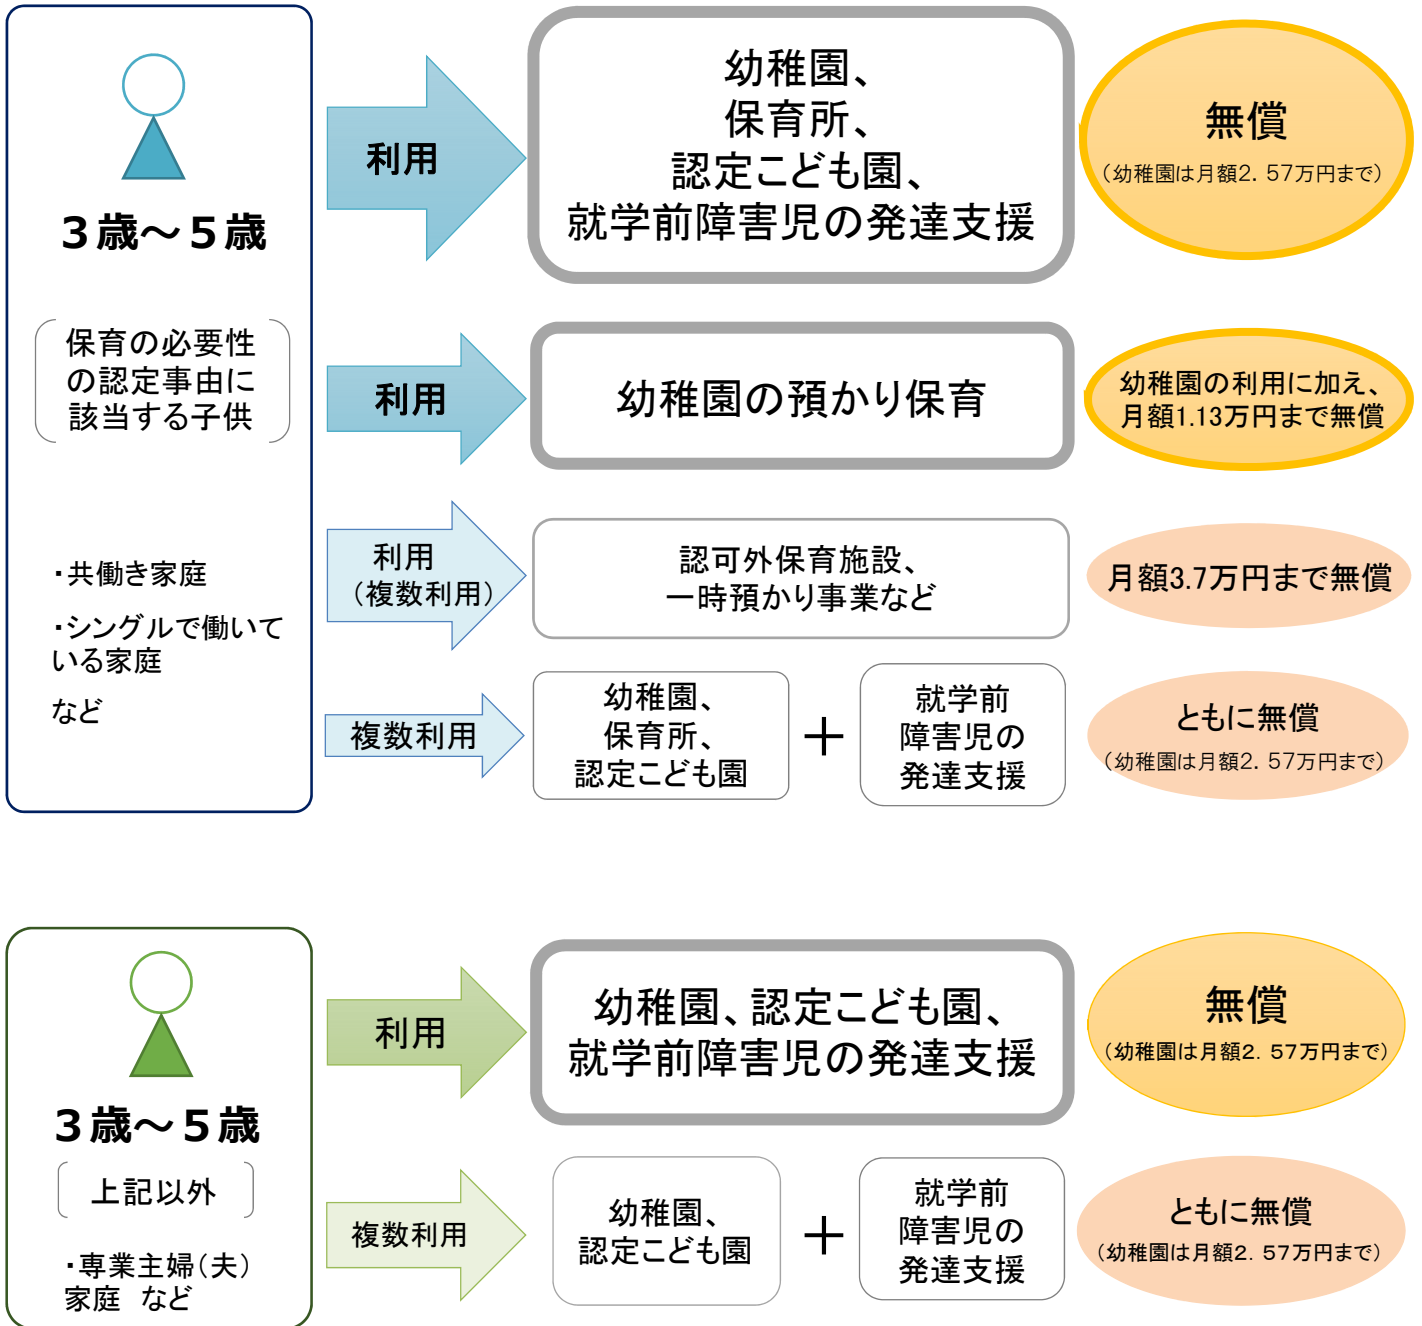 ３歳～５歳
保育の必要性
の認定事由に
該当する子供
・共働き家庭
・シングルで働いて
いる家庭
など
利用
幼稚園、
保育所、
認定こども園、
就学前障害児の発達支援
無償
（幼稚園は月額2．57万円まで）
利用
幼稚園の預かり保育
幼稚園の利用に加え、
月額1.13万円まで無償
利用
（複数利用）
認可外保育施設、
一時預かり事業など
月額3.7万円まで無償
複数利用
幼稚園、
保育所、
認定こども園
＋
就学前
障害児の
発達支援
ともに無償
（幼稚園は月額2．57万円まで）
３歳～５歳
上記以外
・専業主婦（夫）
家庭　など
利用
幼稚園、認定こども園、
就学前障害児の発達支援
無償
（幼稚園は月額2．57万円まで）
複数利用
幼稚園、
認定こども園
＋
就学前
障害児の
発達支援
ともに無償
（幼稚園は月額2．57万円まで）